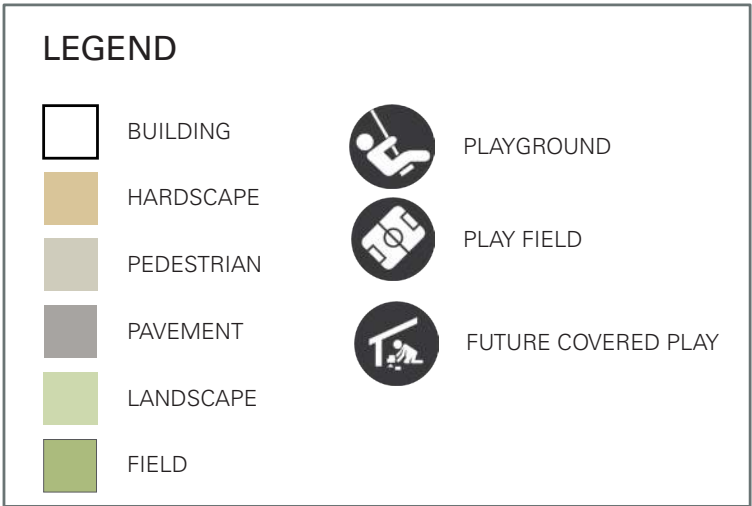 LEGEND
BUILDING
HARDSCAPE
PEDESTRIAN
PAVEMENT
LANDSCAPE
FIELD
PLAYGROUND
PLAY FIELD
FUTURE COVERED PLAY